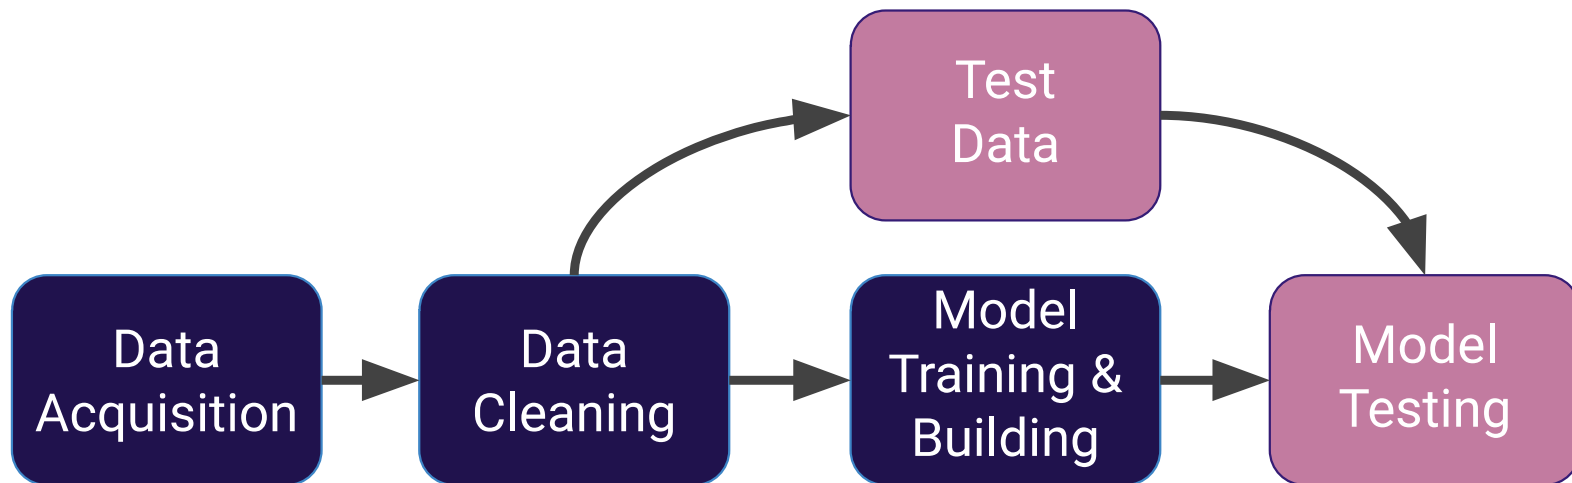 Test
Data
Data
Acquisition
Data
Cleaning
Model
Training &
Building
Model
Testing